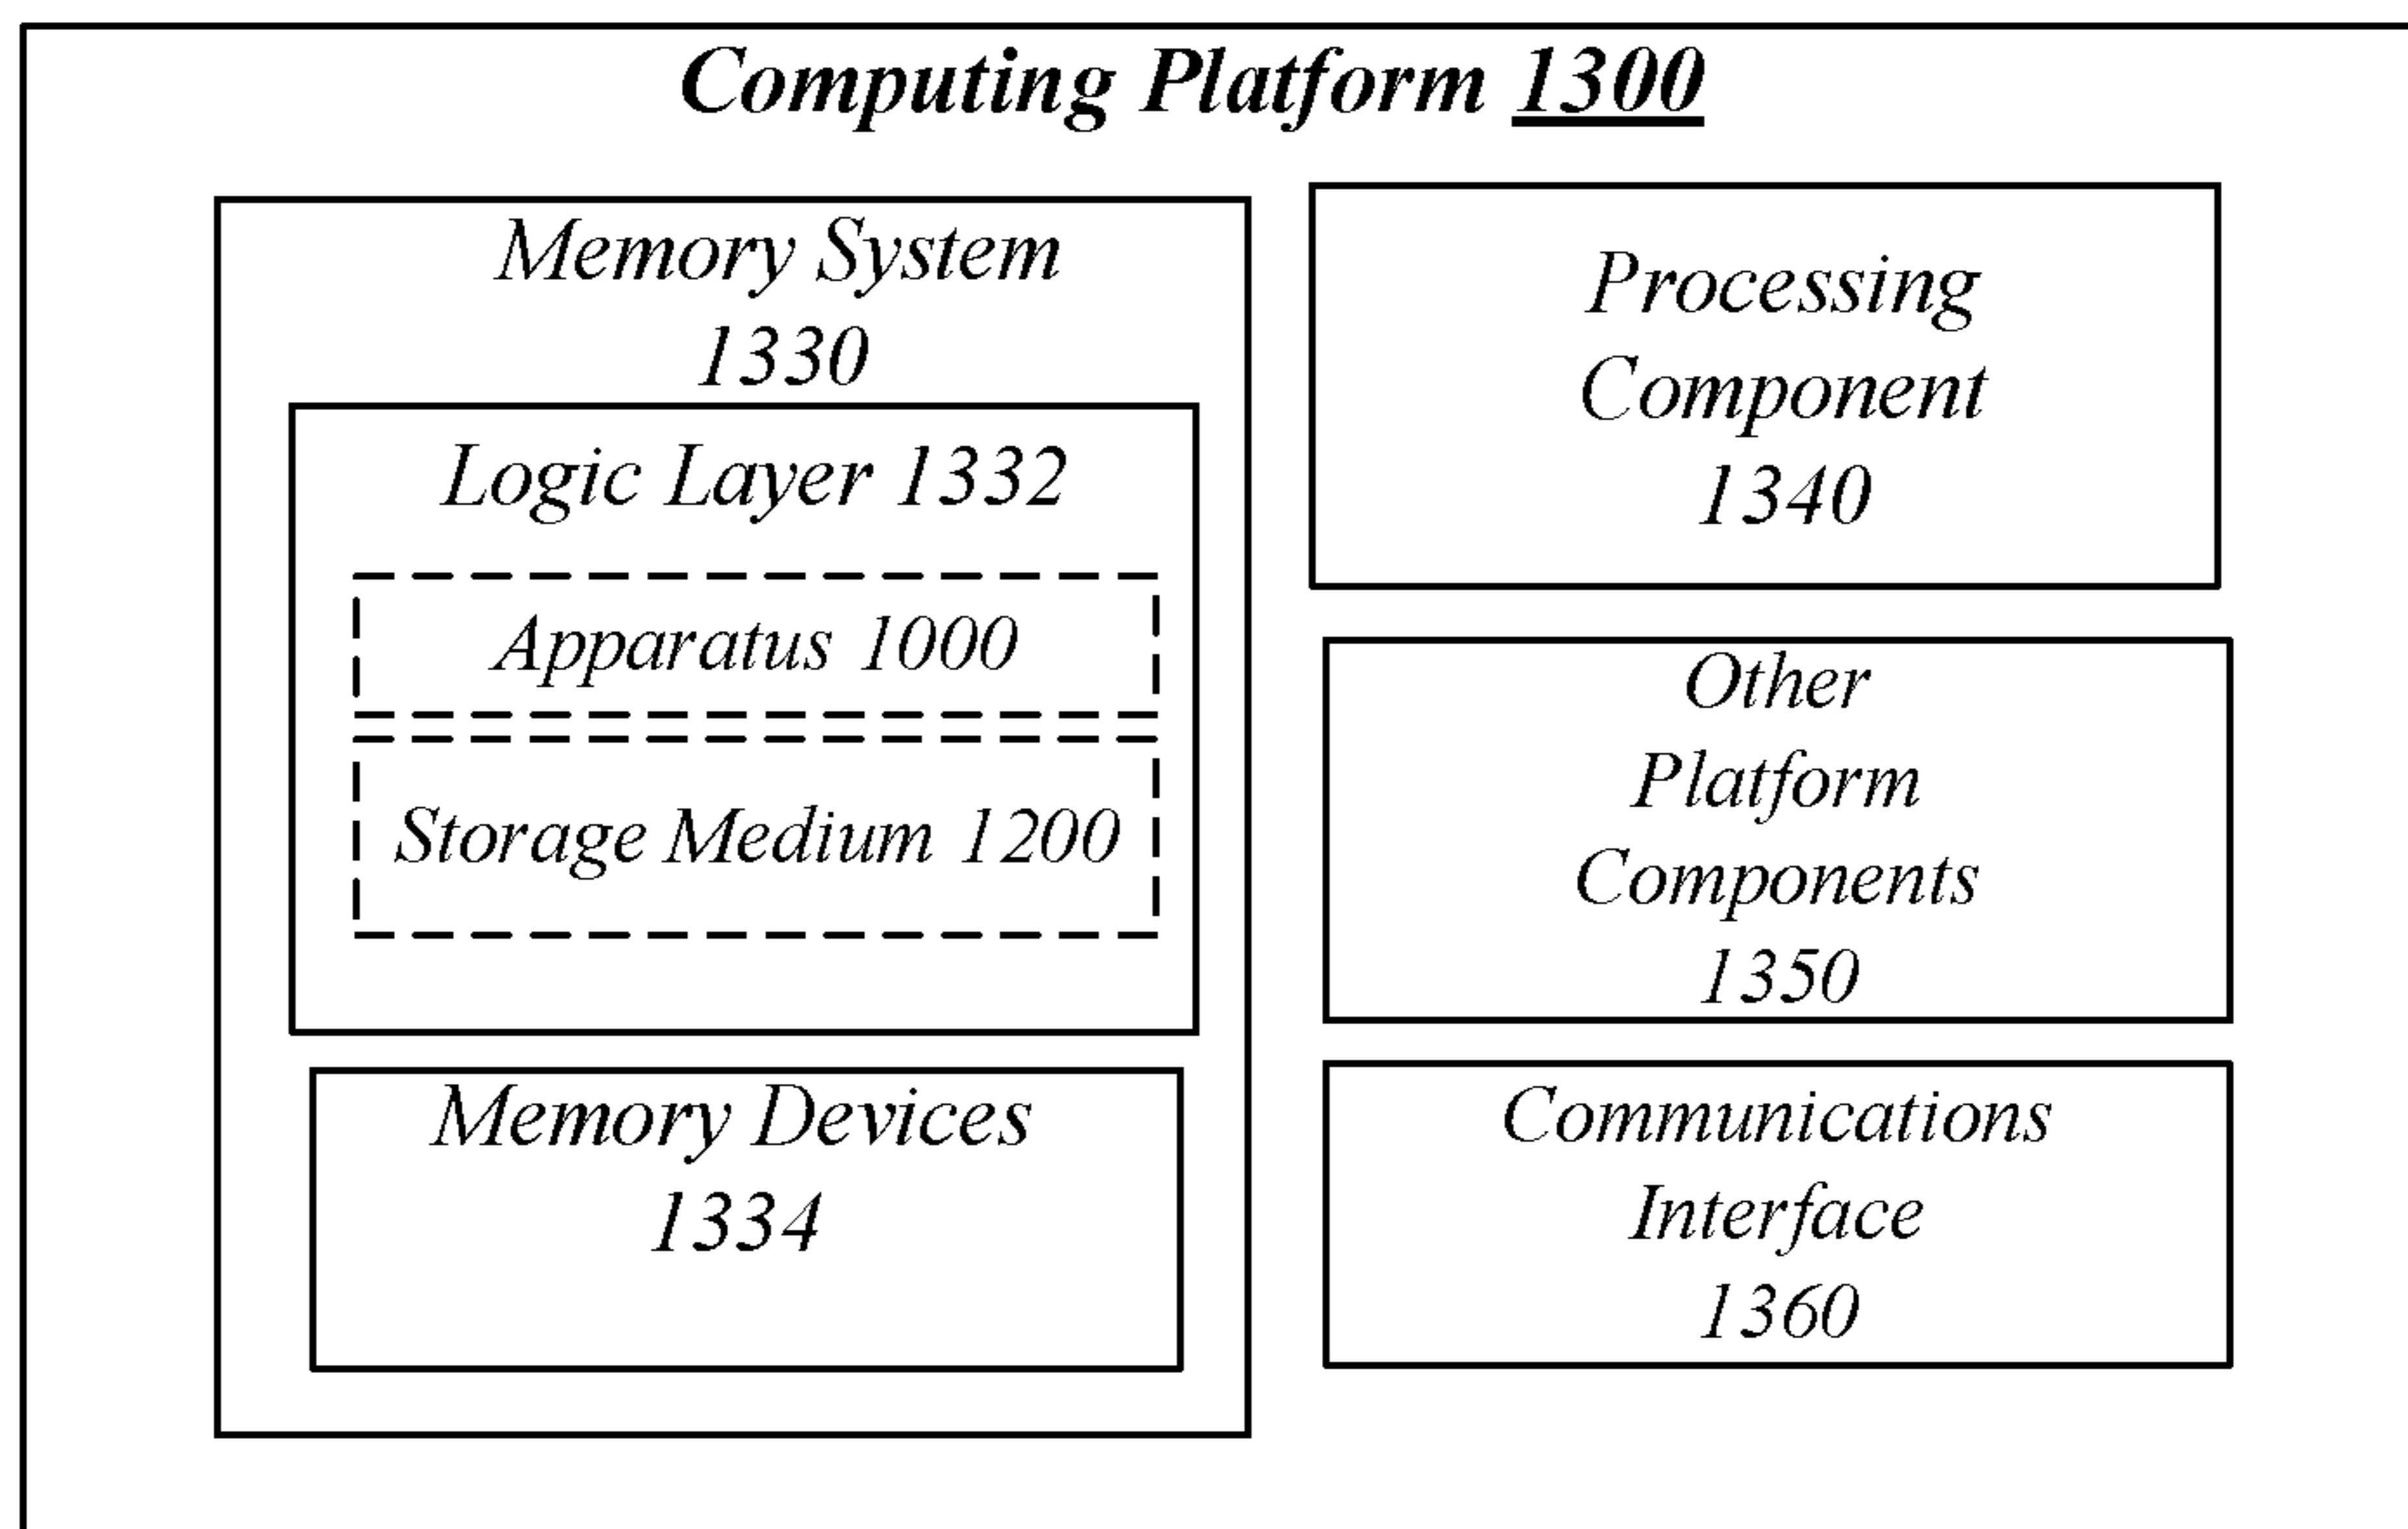 Computing Platform 1300
Memory System
1330
Logic Layer 1332
Apparatus 1000
Storage Medium 1200
Memory Devices
1334
Processing
Component
1340
Other
Platform
Components
1350
Communications
Interface
1360